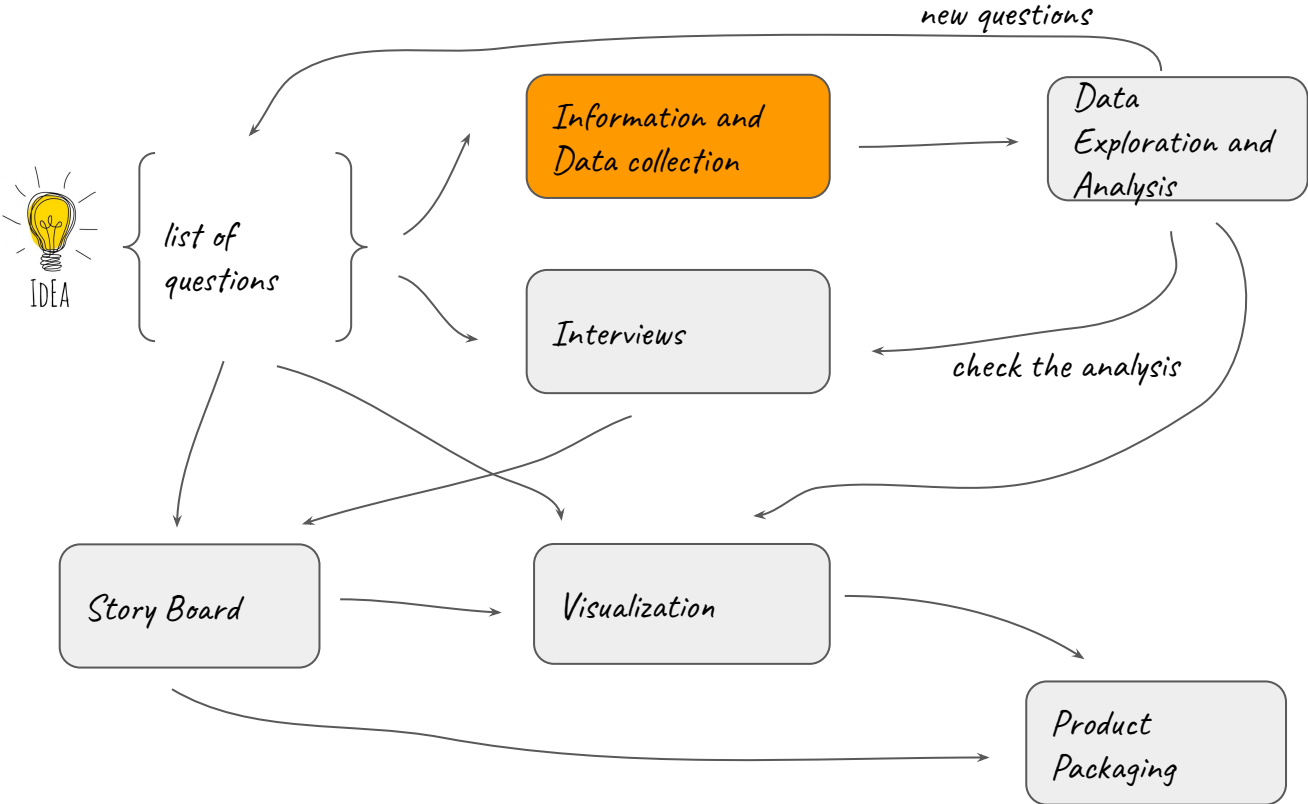 new questions
Information and
Data collection
Data
Exploration and
Analysis
list of
questions
IDEA
Interviews
check the analysis
Story Board
Visualization
Product
Packaging